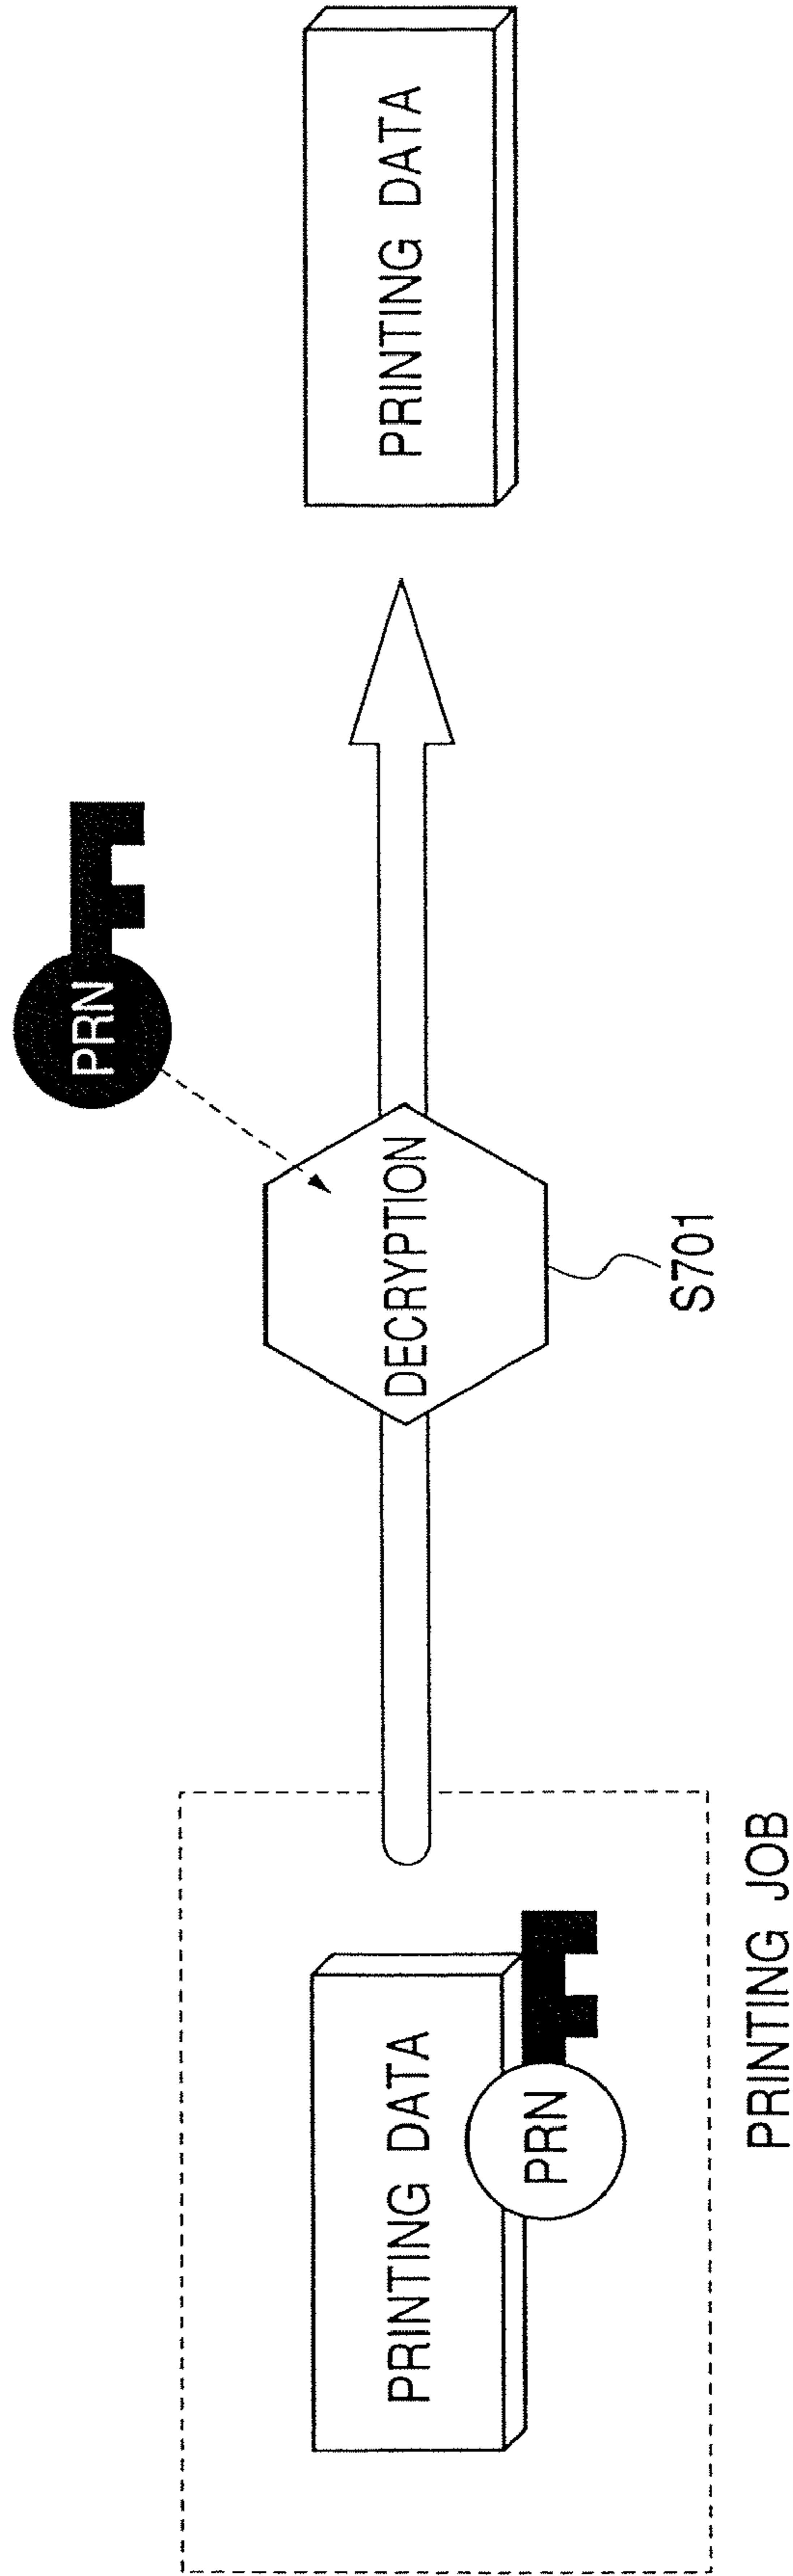 PRINTING DATA
PRN
PRINTING JOB
DECRYPTION
S701
PRN
PRINTING DATA